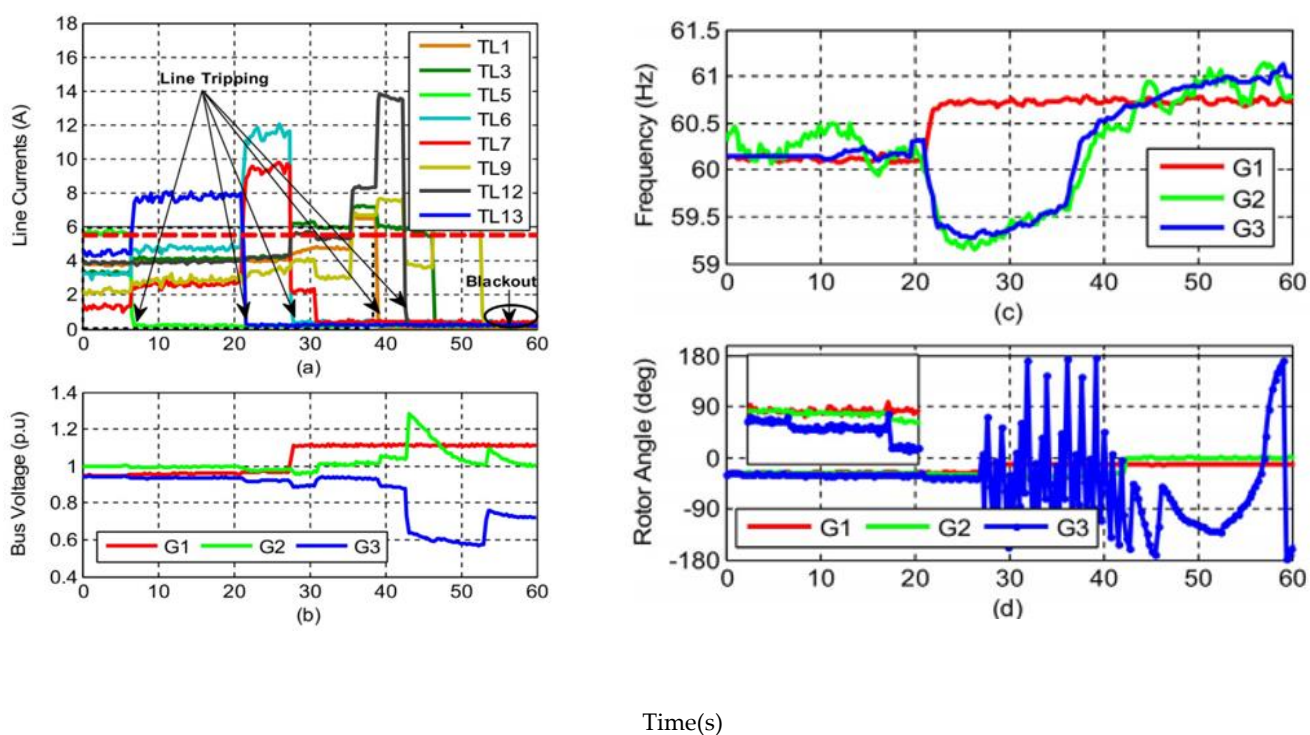 Line Currents (A)
18
16
14
12
10
8
6
4
2
0
Line Tripping
TL1
TL3
TL5
TL6
TL7
TL9
TL12
TL13
Blackout
0 10 20 30 40 50 60
(a)
Bus Voltage (p.u)
1.4
1.2
1
0.8
0.6
0.4
G1 G2 G3
0 10 20 30 40 50 60
(b)
Frequency (Hz)
61.5
61
60.5
60
59.5
59
G1
G2
G3
0 10 20 30 40 50 60
(c)
Rotor Angle (deg)
180
90
0
-90
-180
G1 G2 G3
0 10 20 30 40 50 60
(d)
Time(s)